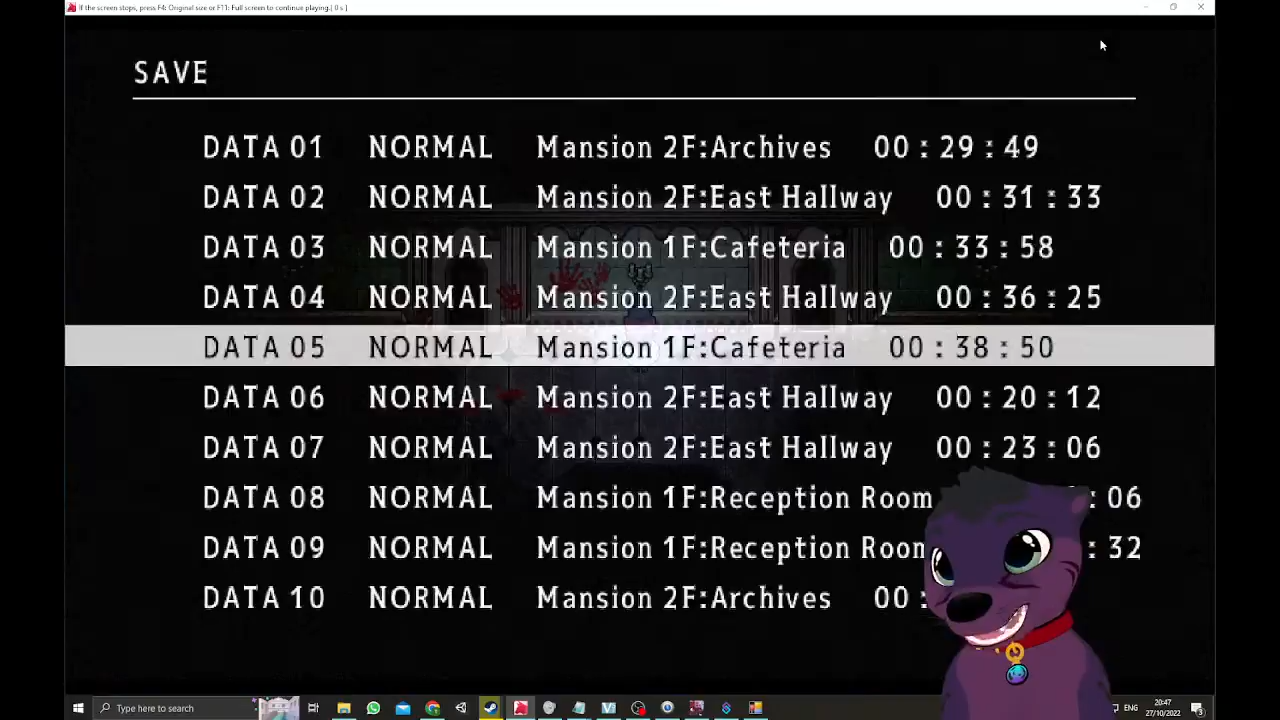 If the screen stops, press F4: Original size or F11: Full screen to continue playing.( 0 s )
SAVE
DATA 01 NORMAL Mansion 2F:Archives 00:29:49
DATA 02 NORMAL Mansion 2F:East Hallway 00:31:33
DATA 03 NORMAL Mansion 1F:Cafeteria 00:33:58
DATA 04 NORMAL Mansion 2F:East Hallway 00:36:25
DATA 05 NORMAL Mansion 1F:Cafeteria 00:38:50
DATA 06 NORMAL Mansion 2F:East Hallway 00:20:12
DATA 07 NORMAL Mansion 2F:East Hallway 00:23:06
DATA 08 NORMAL Mansion 1F:Reception Room :06
DATA 09 NORMAL Mansion 1F:Reception Room :32
DATA 10 NORMAL Mansion 2F:Archives 00:
Type here to search
ENG
20:47
27/10/2022
3